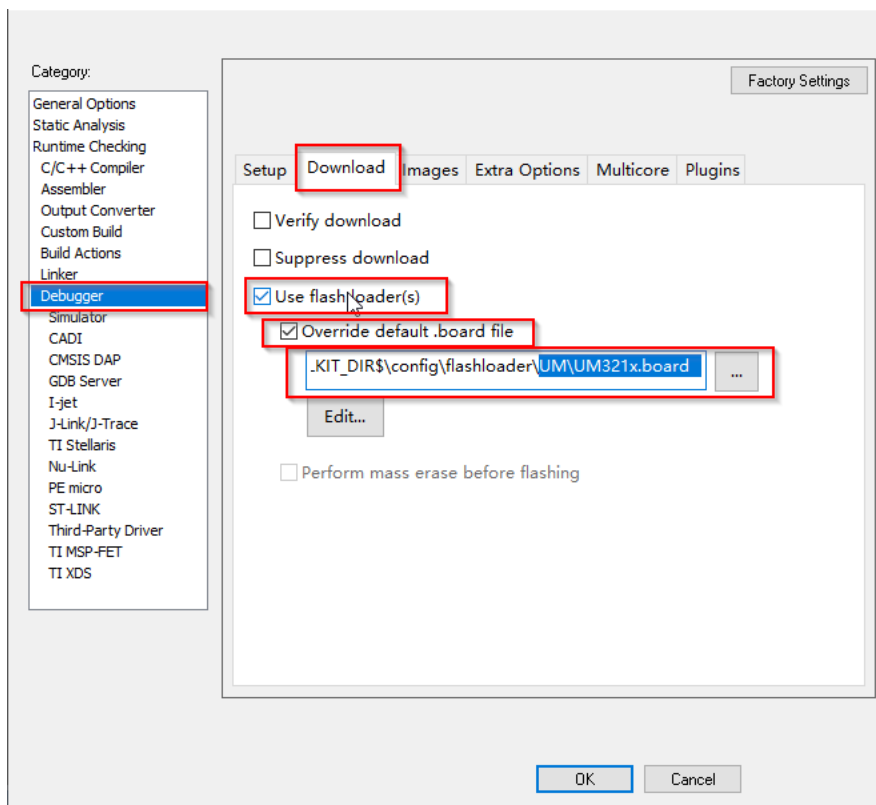 Category:
Factory Settings
General Options
Static Analysis
Runtime Checking
C/C++ Compiler
Assembler
Output Converter
Custom Build
Build Actions
Linker
Debugger
Simulator
CADI
CMSIS DAP
GDB Server
I-jet
J-Link/J-Trace
TI Stellaris
Nu-Link
PE micro
ST-LINK
Third-Party Driver
TI MSP-FET
TI XDS
Setup Download Images Extra Options Multicore Plugins
Verify download
Suppress download
Use flash loader(s)
Override default .board file
_KIT_DIR$\config\flashloader\UM\UM321x.board ...
Edit...
Perform mass erase before flashing
OK Cancel